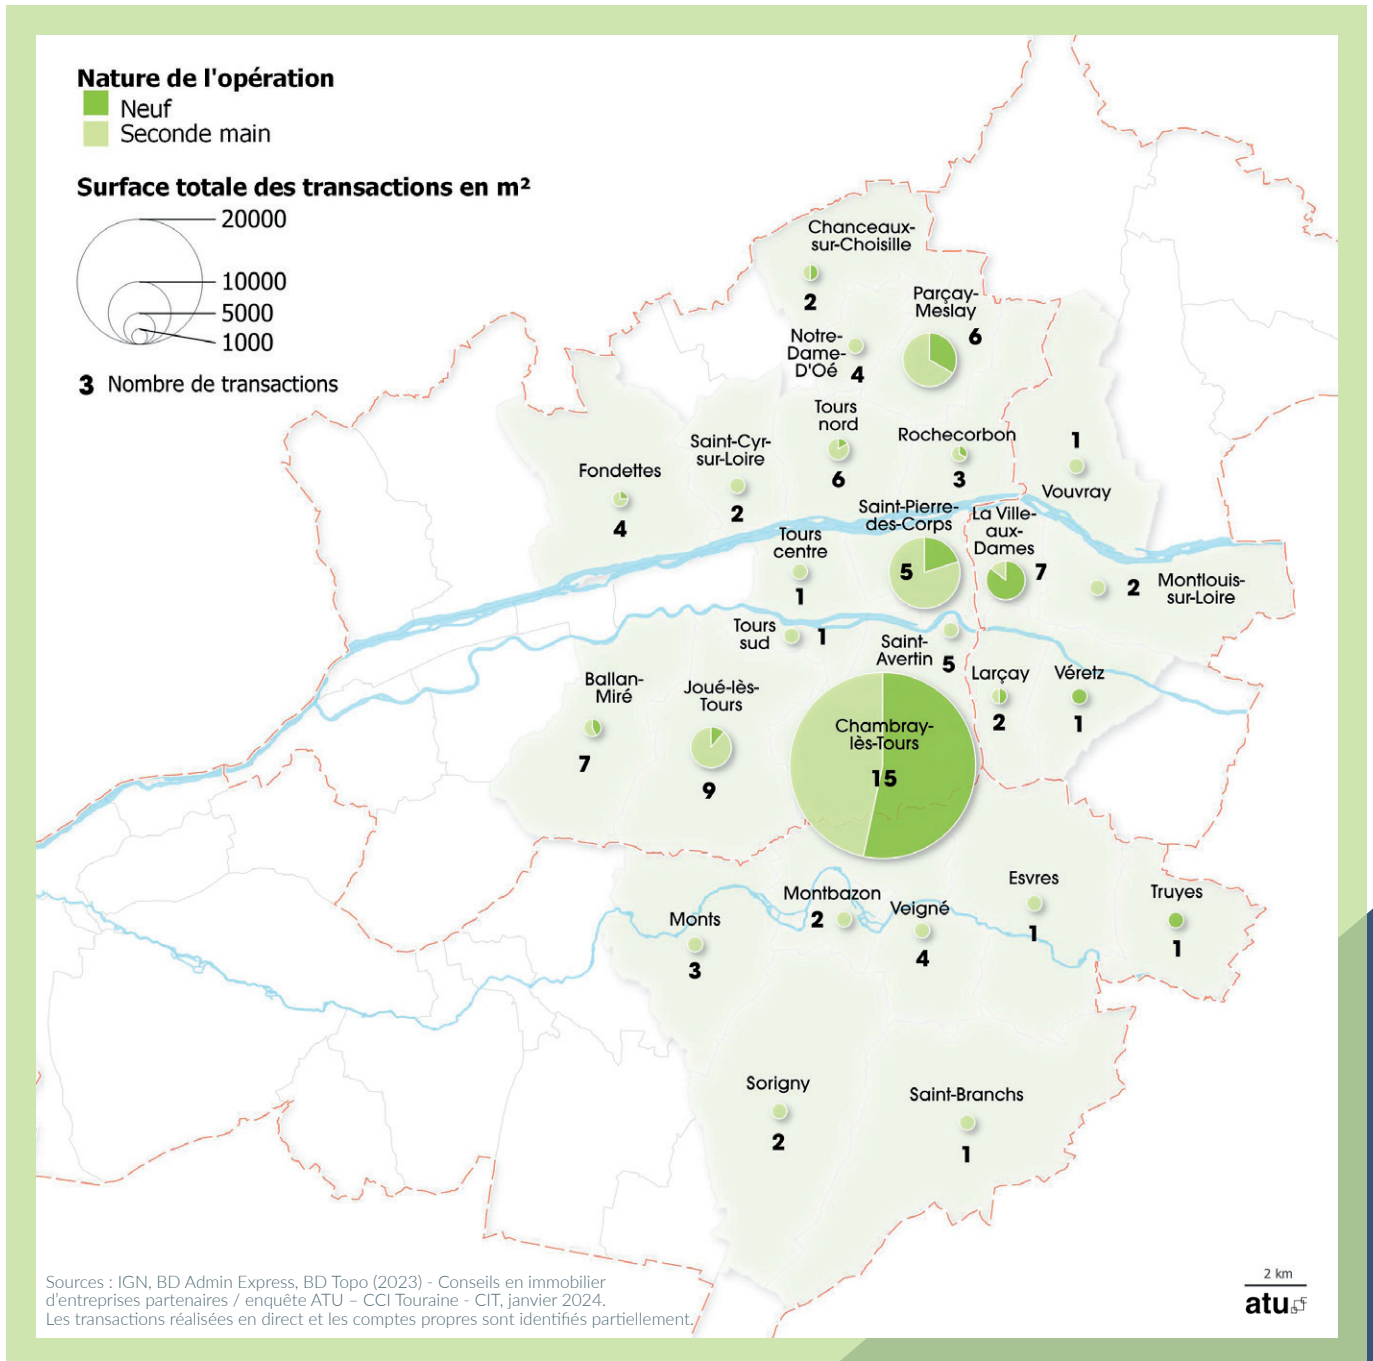 Nature de l'opération
Neuf
Seconde main
Surface totale des transactions en m²
20000
10000
5000
1000
3 Nombre de transactions
Chanceaux-
sur-Choisille
2
Parçay-
Meslay
6
Notre-
Dame-
D'Oé
4
Tours
nord
6
Rochecorbon
3
1
Vouvray
Saint-Cyr-
sur-Loire
2
Fondettes
4
Saint-Pierre-
des-Corps
5
La Ville-
aux-
Dames
7
Tours
centre
1
2
Montlouis-
sur-Loire
Tours
sud
1
Saint-
Avertin
5
Larçay
2
Véretz
1
Ballan-
Miré
7
Joué-lès-
Tours
9
Chambray-
lès-Tours
15
Esvres
1
Truyes
1
Montbazon
2
Veigné
4
Monts
3
Sorigny
2
Saint-Branchs
1
Sources : IGN, BD Admin Express, BD Topo (2023) - Conseils en immobilier
d'entreprises partenaires / enquête ATU – CCI Touraine - CIT, janvier 2024.
Les transactions réalisées en direct et les comptes propres sont identifiés partiellement.
2 km
atu